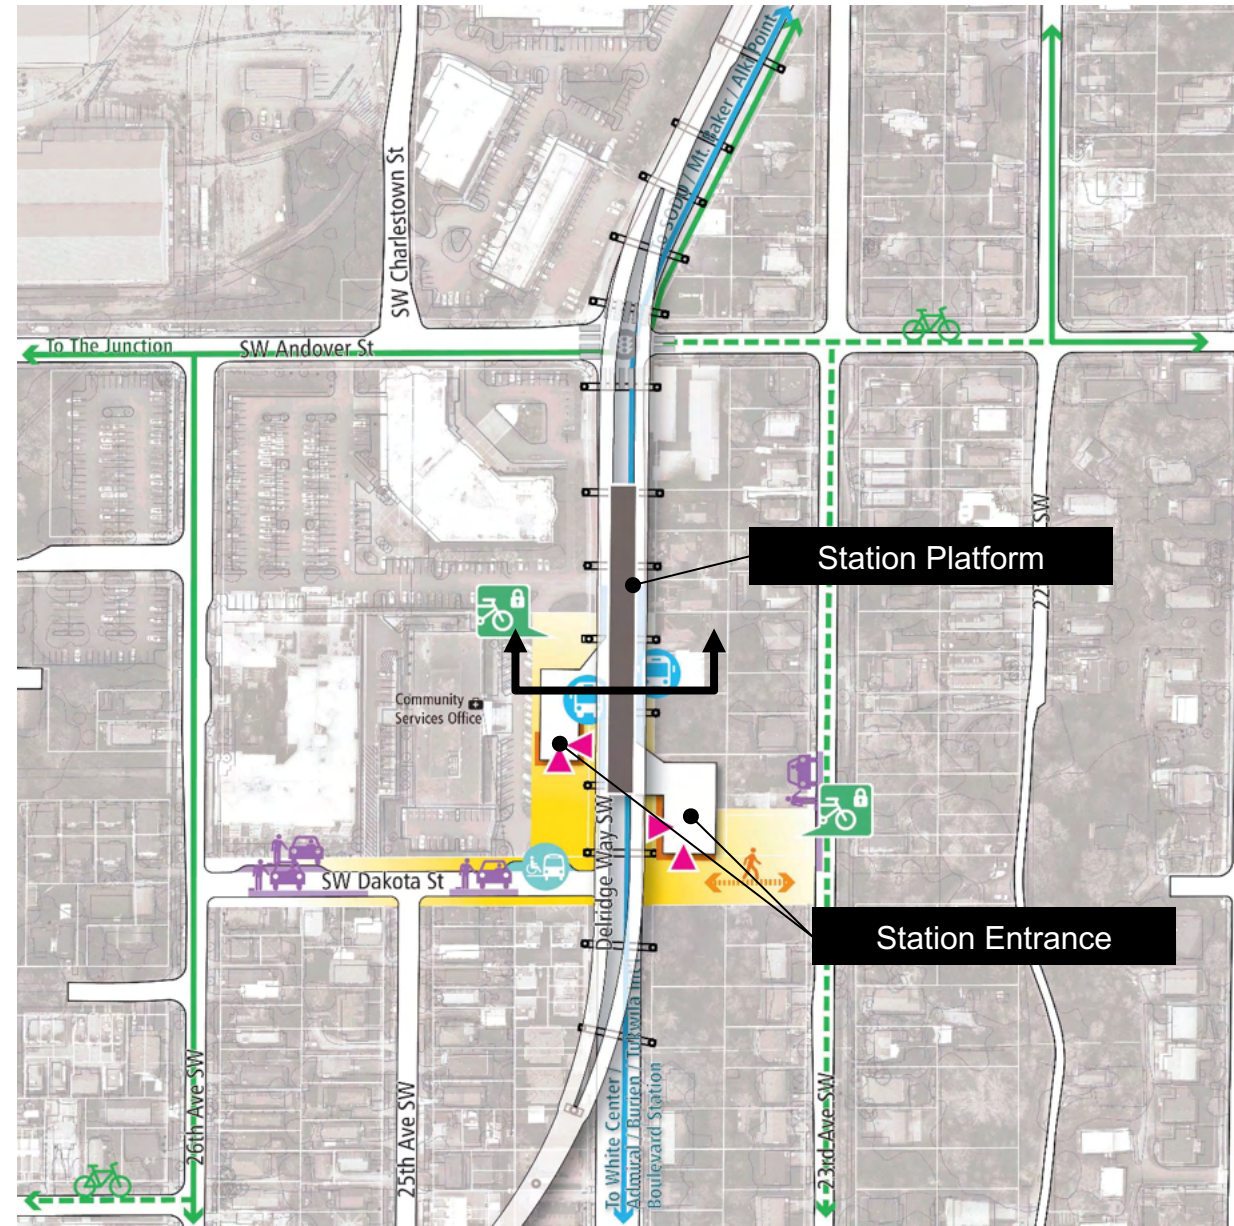 SW Charlestown St
To SODO / Mt. Baker / Alki Point
To The Junction
SW Andover St
Station Platform
22nd SW
Community
Services Office
Delridge Way SW
SW Dakota St
Station Entrance
26th Ave SW
25th Ave SW
To White Center /
Admiral / Burien / Tukwila Int'l
Boulevard Station
23rd Ave SW